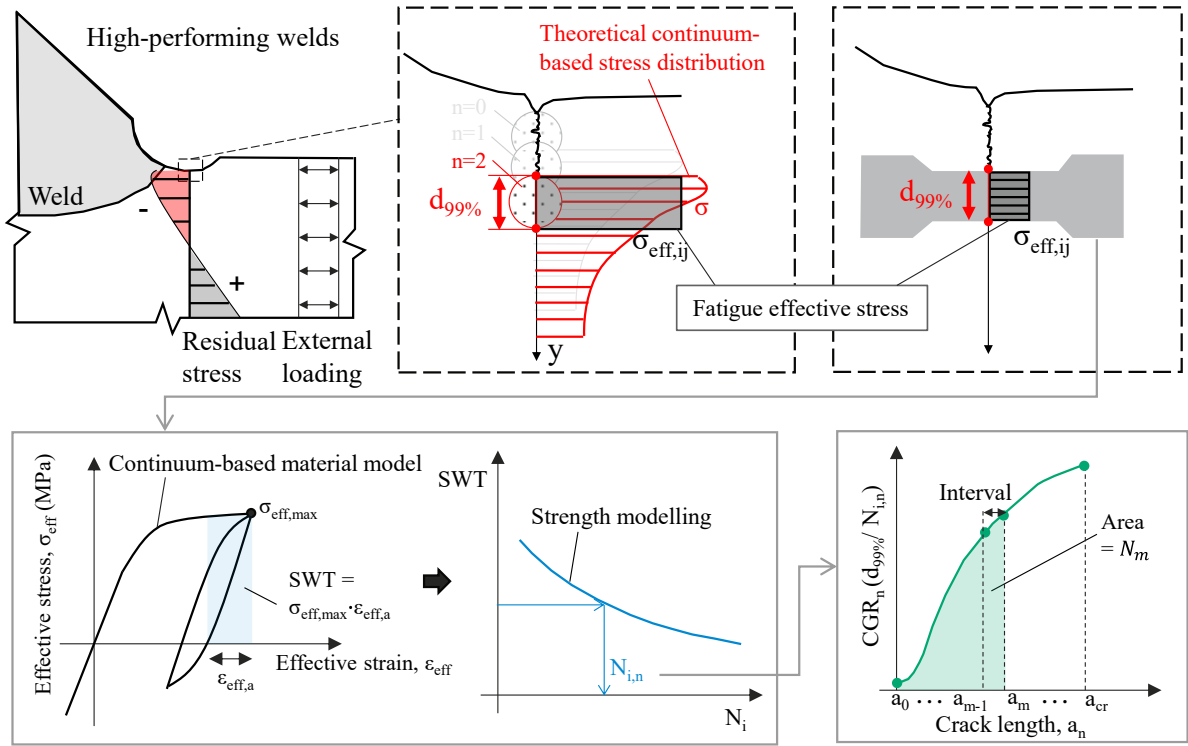 High-performing welds
Weld
-
+
Residual
stress
External
loading
Theoretical continuum-
based stress distribution
n=0
n=1
n=2
d99%
σ
σeff,ij
y
Fatigue effective stress
d99%
σeff,ij
Effective stress, σeff (MPa)
Continuum-based material model
σeff,max
SWT =
σeff,max·εeff,a
Effective strain, εeff
εeff,a
SWT
Strength modelling
Ni,n
Ni
CGRn (d99%/ Ni,n)
Interval
Area
= Nm
a0 ... am-1 am ... acr
Crack length, an